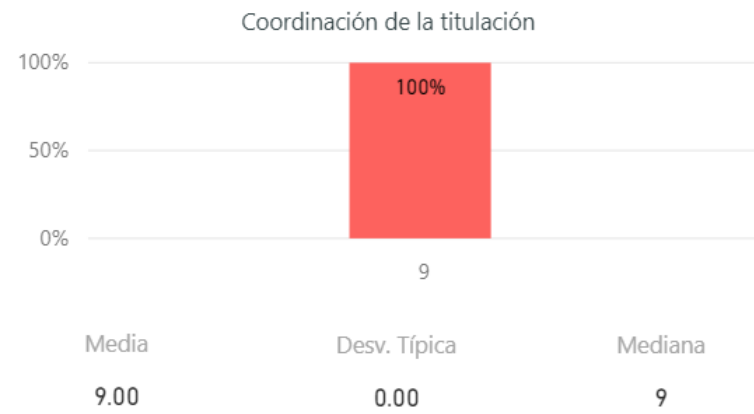 Coordinación de la titulación
100%
100%
50%
0%
9
Media Desv. Típica Mediana
9.00 0.00 9